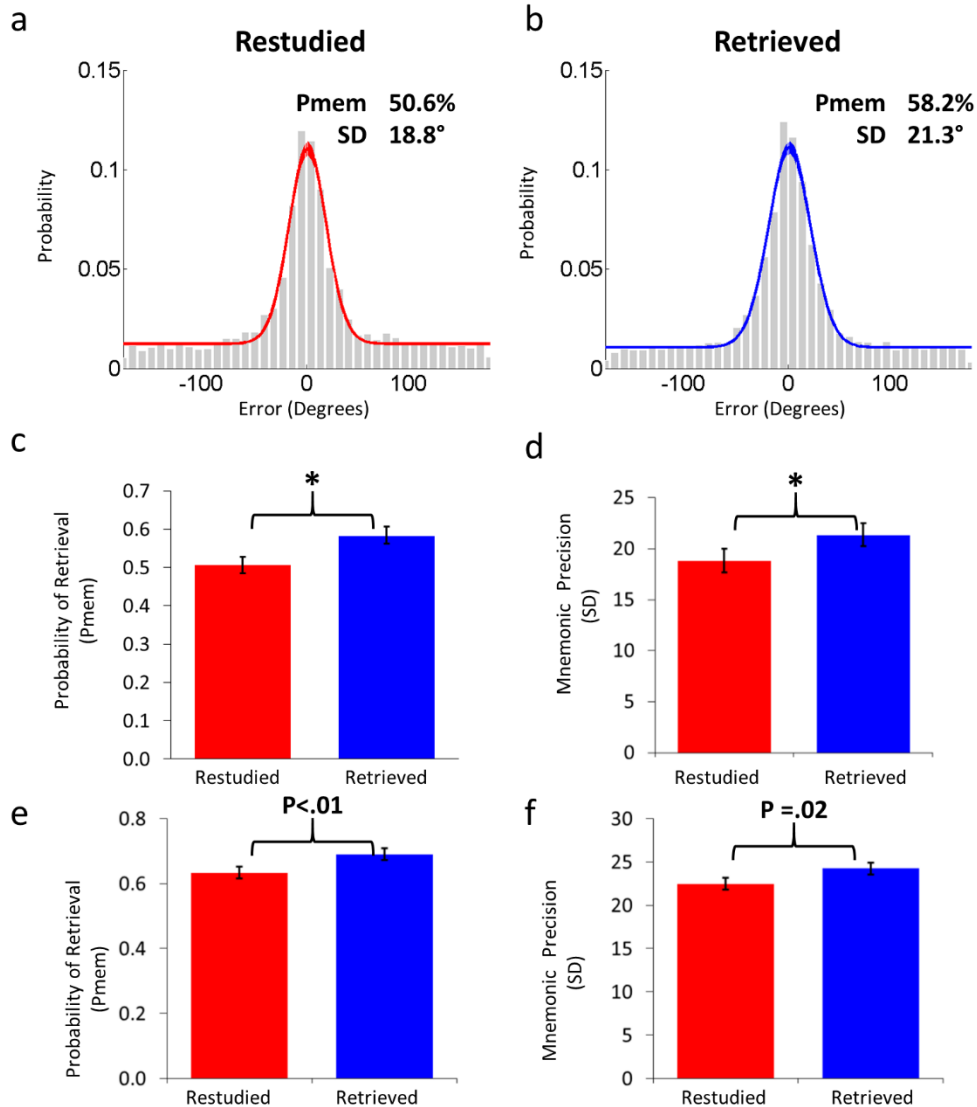 a
Restudied
0.15
0.1
0.05
0
Probability
Pmem 50.6%
SD 18.8°
-100 0 100
Error (Degrees)
b
Retrieved
0.15
0.1
0.05
0
Probability
Pmem 58.2%
SD 21.3°
-100 0 100
Error (Degrees)
c
*
0.7
0.6
0.5
0.4
0.3
0.2
0.1
0.0
Probability of Retrieval
(Pmem)
Restudied Retrieved
d
*
25
20
15
10
5
0
Mnemonic Precision
(SD)
Restudied Retrieved
e
P<.01
0.8
0.6
0.4
0.2
0.0
Probability of Retrieval
(Pmem)
Restudied Retrieved
f
P =.02
30
25
20
15
10
5
0
Mnemonic Precision
(SD)
Restudied Retrieved